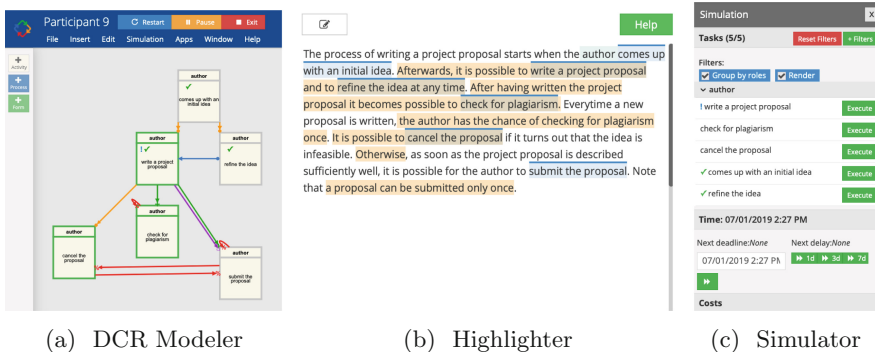 Participant 9
Restart
Pause
Exit
File Insert Edit Simulation Apps Window Help
Activity
Process
Form
author
comes up with an
initial idea
author
write a project
proposal
author
refine the idea
author
check for
plagiarism
author
cancel the
proposal
author
submit the
proposal
(a) DCR Modeler
Help
The process of writing a project proposal starts when the author comes up
with an initial idea. Afterwards, it is possible to write a project proposal
and to refine the idea at any time. After having written the project
proposal it becomes possible to check for plagiarism. Everytime a new
proposal is written, the author has the chance of checking for plagiarism
once. It is possible to cancel the proposal if it turns out that the idea is
infeasible. Otherwise, as soon as the project proposal is described
sufficiently well, it is possible for the author to submit the proposal. Note
that a proposal can be submitted only once.
(b) Highlighter
Simulation
x
Tasks (5/5)
Reset Filters
+ Filters
Filters:
Group by roles
Render
author
! write a project proposal
Execute
check for plagiarism
Execute
cancel the proposal
Execute
comes up with an initial idea
Execute
refine the idea
Execute
Time: 07/01/2019 2:27 PM
Next deadline:None
Next delay:None
07/01/2019 2:27 PM
1d
3d
7d
Costs
(c) Simulator